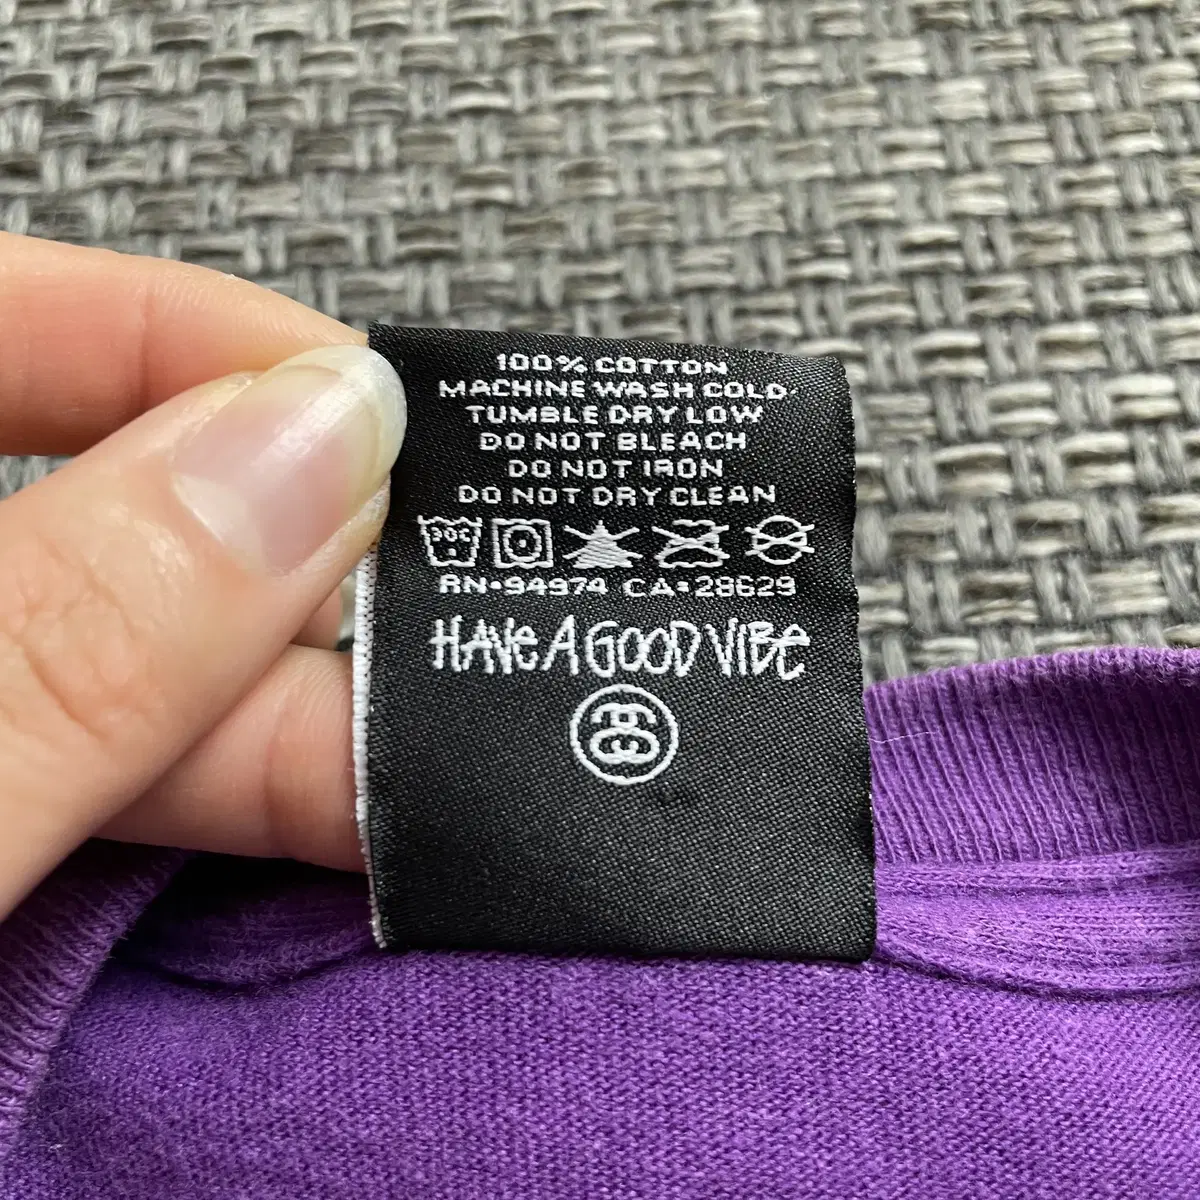 100% COTTON
MACHINE WASH COLD
TUMBLE DRY LOW
DO NOT BLEACH
DO NOT IRON
DO NOT DRY CLEAN
30C
RN•94974 CA•28629
HAVE A GOOD VIBE